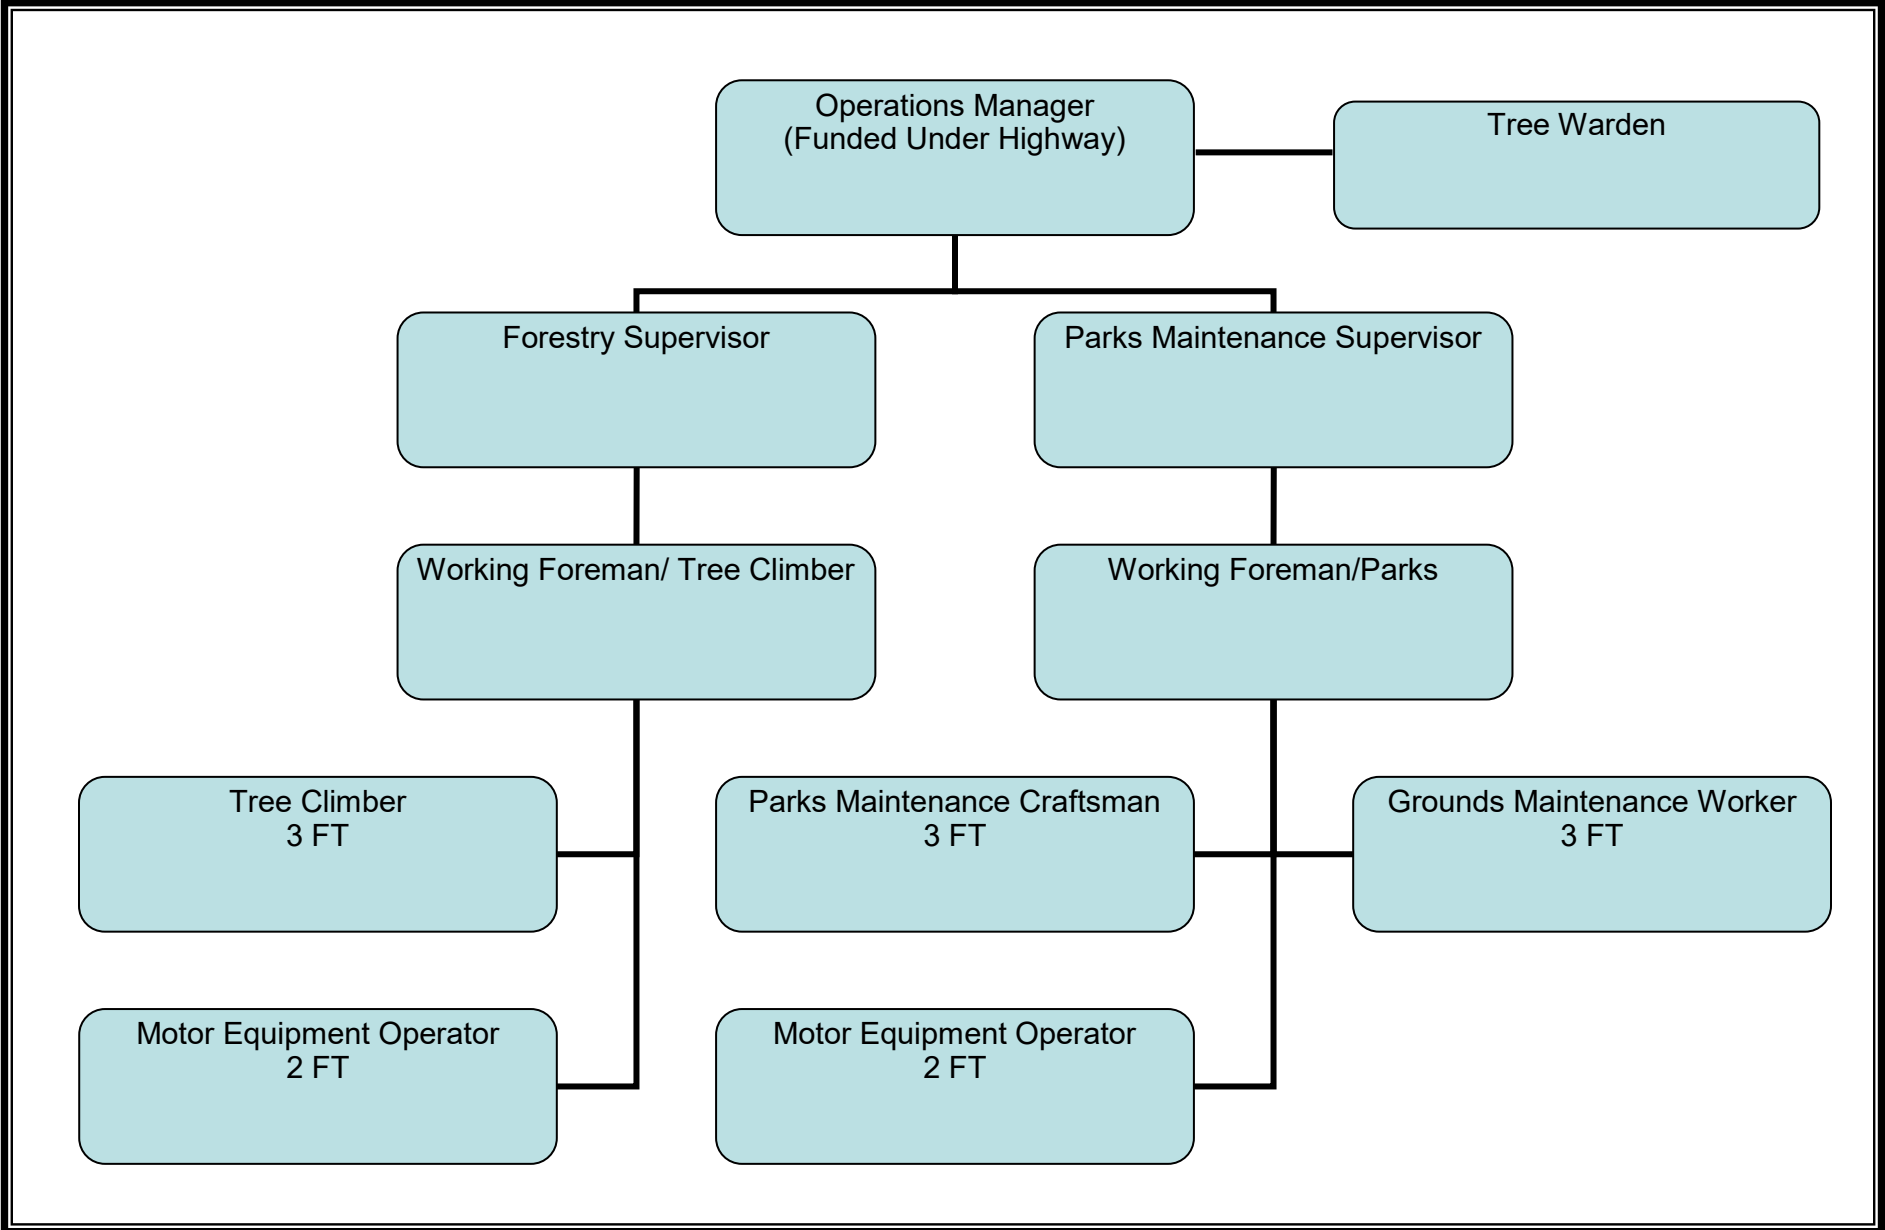 Operations Manager
(Funded Under Highway)
Tree Warden
Forestry Supervisor
Parks Maintenance Supervisor
Working Foreman/ Tree Climber
Working Foreman/Parks
Tree Climber
3 FT
Parks Maintenance Craftsman
3 FT
Grounds Maintenance Worker
3 FT
Motor Equipment Operator
2 FT
Motor Equipment Operator
2 FT